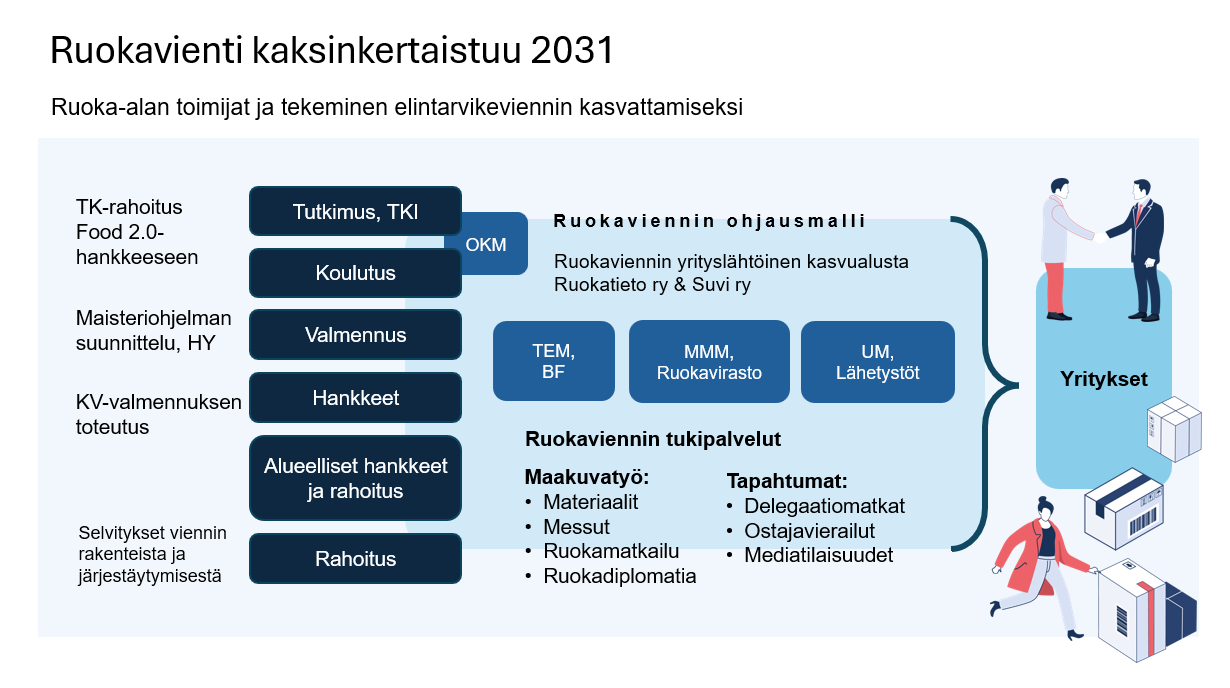 Ruokavienti kaksinkertaistuu 2031
Ruoka-alan toimijat ja tekeminen elintarvikeviennin kasvattamiseksi
TK-rahoitus
Food 2.0-
hankkeeseen
Maisteriohjelman
suunnittelu, HY
KV-valmennuksen
toteutus
Selvitykset viennin
rakenteista ja
järjestäytymisestä
Tutkimus, TKI
Koulutus
Valmennus
Hankkeet
Alueelliset hankkeet
ja rahoitus
Rahoitus
OKM
Ruokaviennin ohjausmalli
Ruokaviennin yrityslähtöinen kasvualusta
Ruokatieto ry & Suvi ry
TEM,
BF
MMM,
Ruokavirasto
UM,
Lähetystöt
Ruokaviennin tukipalvelut
Maakuvatyö:
• Materiaalit
• Messut
• Ruokamatkailu
• Ruokadiplomatia
Tapahtumat:
• Delegaatiomatkat
• Ostajavierailut
• Mediatilaisuudet
Yritykset